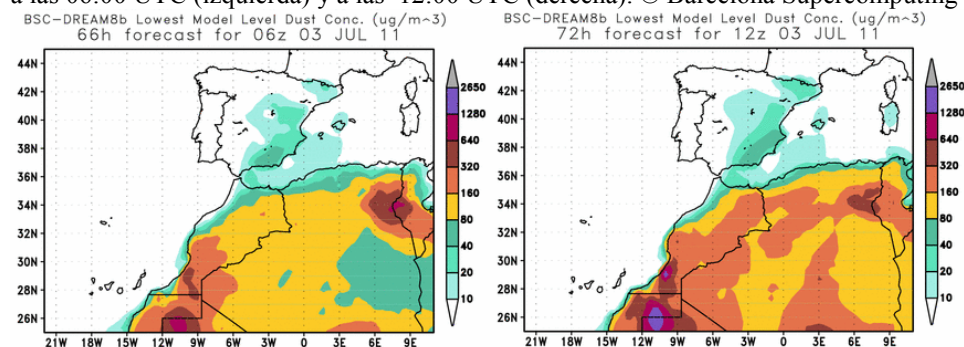 a las 06:00 UTC (izquierda) y a las 12:00 UTC (derecha). © Barcelona Supercomputing
BSC-DREAM8b Lowest Model Level Dust Conc. (ug/m^3)
66h forecast for 06z 03 JUL 11
44N
42N
40N
38N
36N
34N
32N
30N
28N
26N
21W 18W 15W 12W 9W 6W 3W 0 3E 6E 9E
2650
1280
640
320
160
80
40
20
10
BSC-DREAM8b Lowest Model Level Dust Conc. (ug/m^3)
72h forecast for 12z 03 JUL 11
44N
42N
40N
38N
36N
34N
32N
30N
28N
26N
21W 18W 15W 12W 9W 6W 3W 0 3E 6E 9E
2650
1280
640
320
160
80
40
20
10